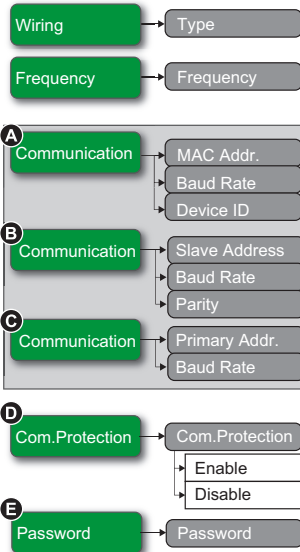 Wiring
Type
Frequency
Frequency
A
Communication
MAC Addr.
Baud Rate
Device ID
B
Communication
Slave Address
Baud Rate
Parity
C
Communication
Primary Addr.
Baud Rate
D
Com.Protection
Com.Protection
Enable
Disable
E
Password
Password